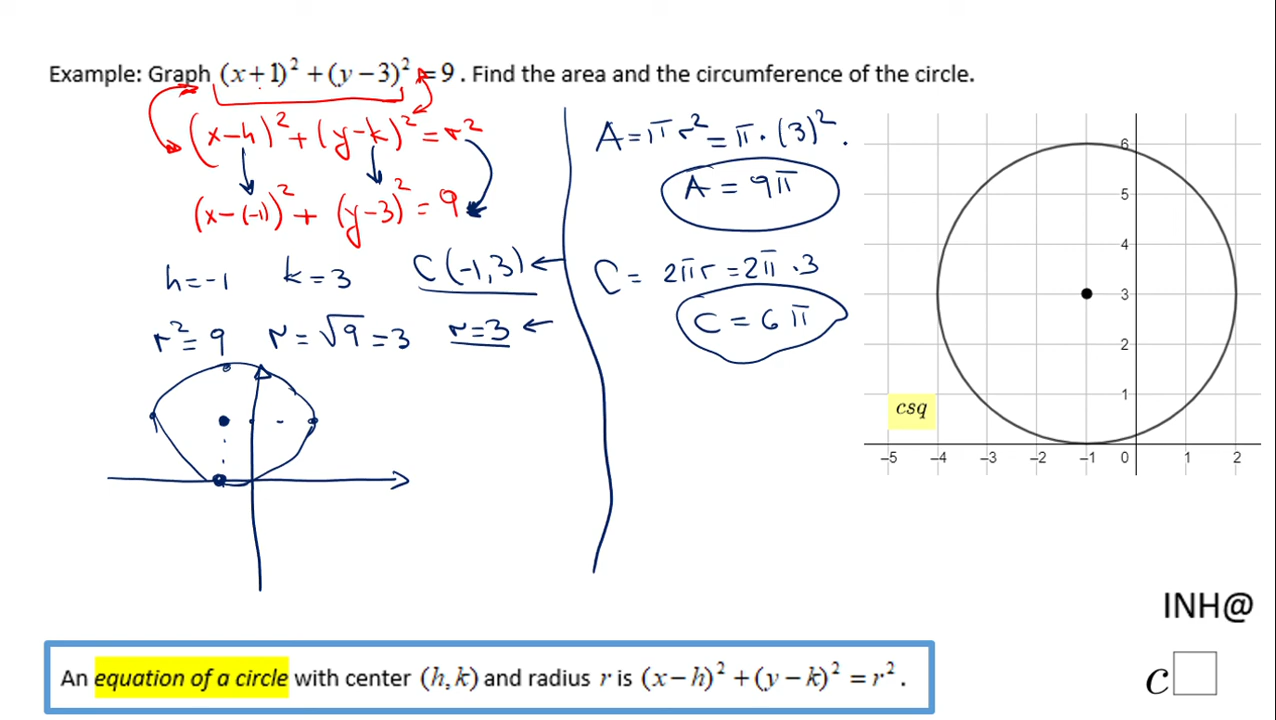 Example: Graph (x+1)² + (y−3)² = 9. Find the area and the circumference of the circle.
(x−h)² + (y−k)² = r²
(x−(−1))² + (y−3)² = 9
h=−1 k=3 C(−1,3)
r²=9 r=√9=3 r=3
A=πr²=π·(3)².
A=9π
C=2πr=2π·3
C=6π
6
5
4
3
2
1
csq
−5 −4 −3 −2 −1 0 1 2
INH@
c
An equation of a circle with center (h,k) and radius r is (x−h)² + (y−k)² = r².